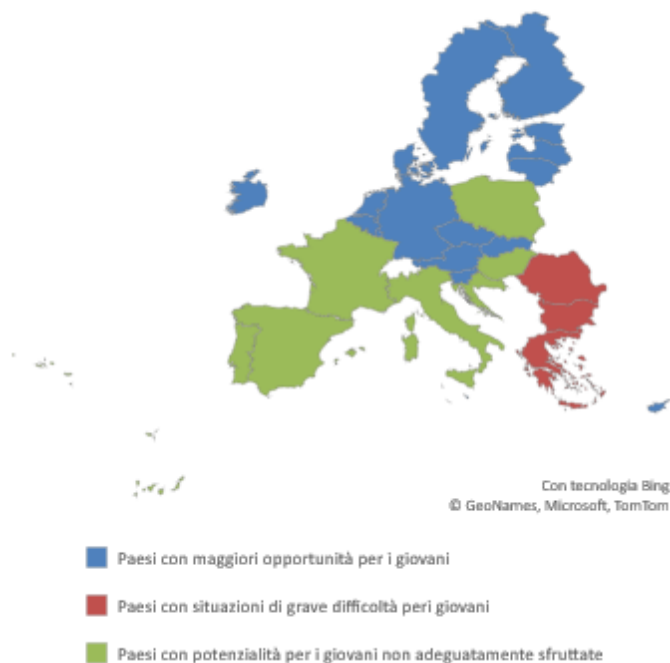 Con tecnologia Bing
© GeoNames, Microsoft, TomTom
Paesi con maggiori opportunità per i giovani
Paesi con situazioni di grave difficoltà peri giovani
Paesi con potenzialità per i giovani non adeguatamente sfruttate